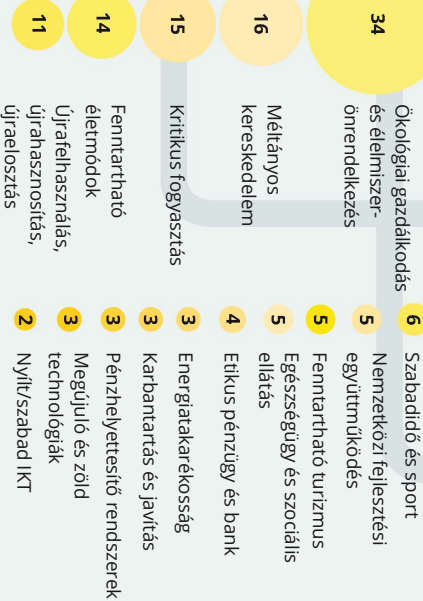 34
Ökológiai gazdálkodás
és élelmiszer-
önrendelkezés
16
Méltányos
kereskedelem
15
Kritikus fogyasztás
14
Fenntartható
életmódok
11
Újrafelhasználás,
újrahasznosítás,
újraelosztás
6
Szabadidő és sport
5
Nemzetközi fejlesztési
együttműködés
5
Fenntartható turizmus
5
Egészségügy és szociális
ellátás
4
Etikus pénzügy és bank
3
Energiatakarékosság
3
Karbantartás és javítás
3
Pénzhelyettesítő rendszerek
3
Megújuló és zöld
technológiák
2
Nyílt/szabad IKT